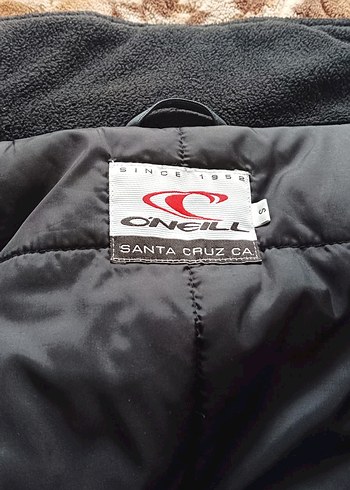 SINCE 1952
O'NEILL
S
SANTA CRUZ CA.